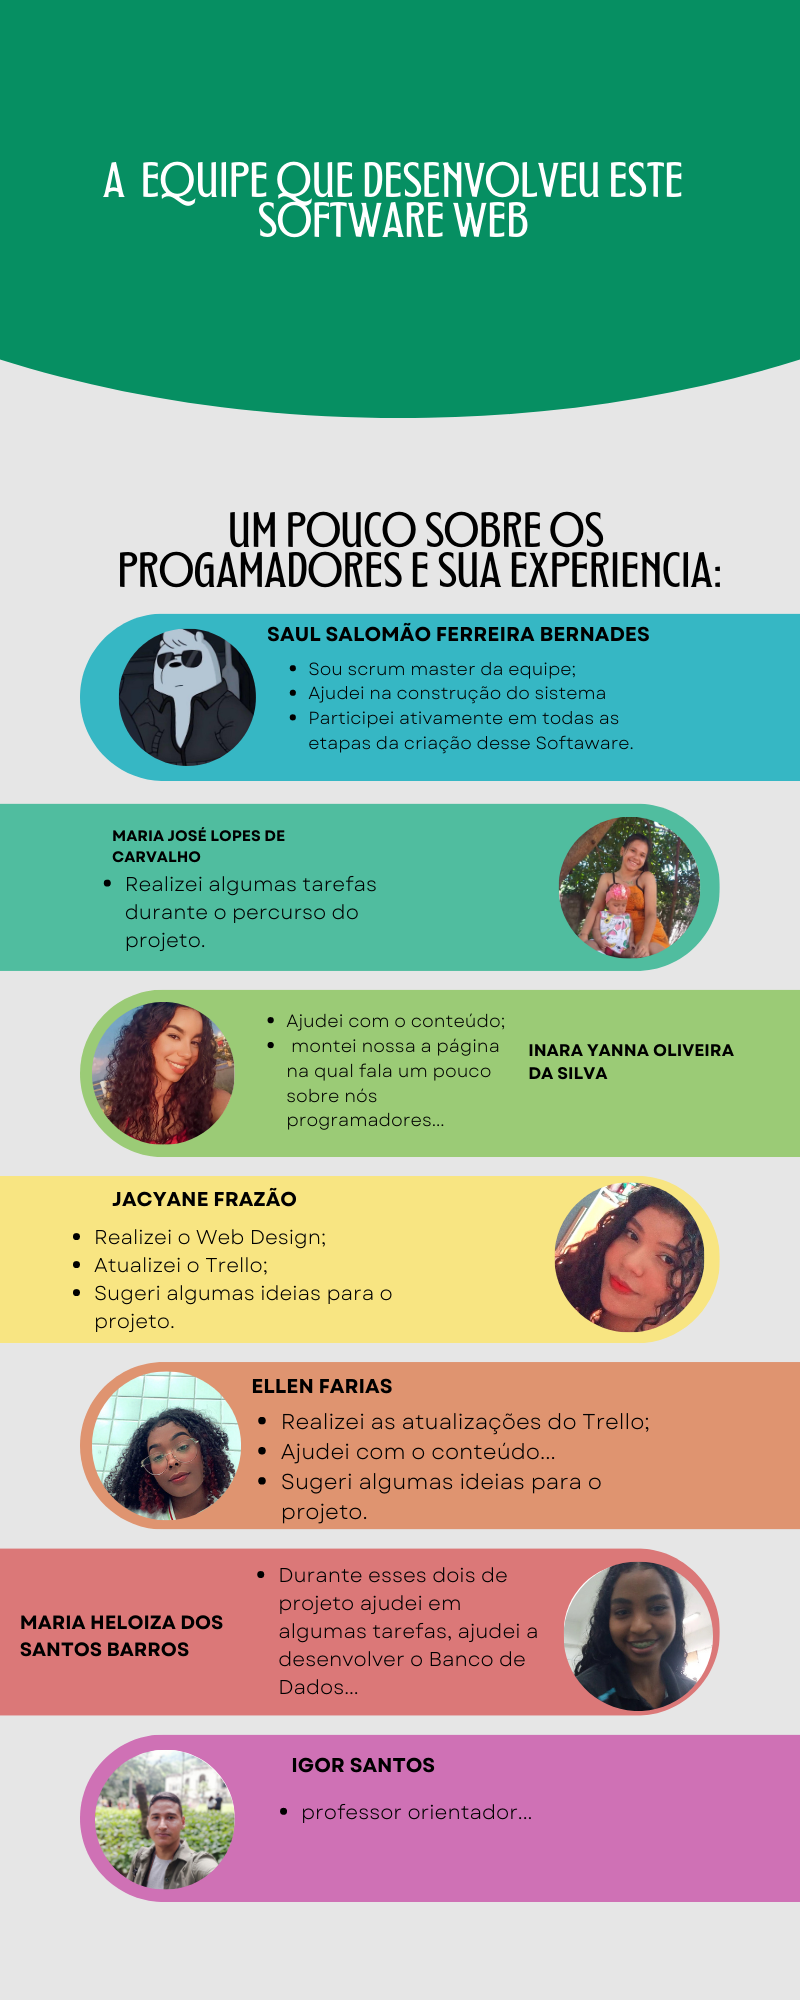 A EQUIPE QUE DESENVOLVEU ESTE
SOFTWARE WEB
UM POUCO SOBRE OS
PROGAMADORES E SUA EXPERIENCIA:
SAUL SALOMÃO FERREIRA BERNADES
• Sou scrum master da equipe;
• Ajudei na construção do sistema
• Participei ativamente em todas as
etapas da criação desse Softaware.
MARIA JOSÉ LOPES DE
CARVALHO
• Realizei algumas tarefas
durante o percurso do
projeto.
• Ajudei com o conteúdo;
• montei nossa a página
na qual fala um pouco
sobre nós
programadores...
INARA YANNA OLIVEIRA
DA SILVA
JACYANE FRAZÃO
• Realizei o Web Design;
• Atualizei o Trello;
• Sugeri algumas ideias para o
projeto.
ELLEN FARIAS
• Realizei as atualizações do Trello;
• Ajudei com o conteúdo...
• Sugeri algumas ideias para o
projeto.
MARIA HELOIZA DOS
SANTOS BARROS
• Durante esses dois de
projeto ajudei em
algumas tarefas, ajudei a
desenvolver o Banco de
Dados...
IGOR SANTOS
• professor orientador...